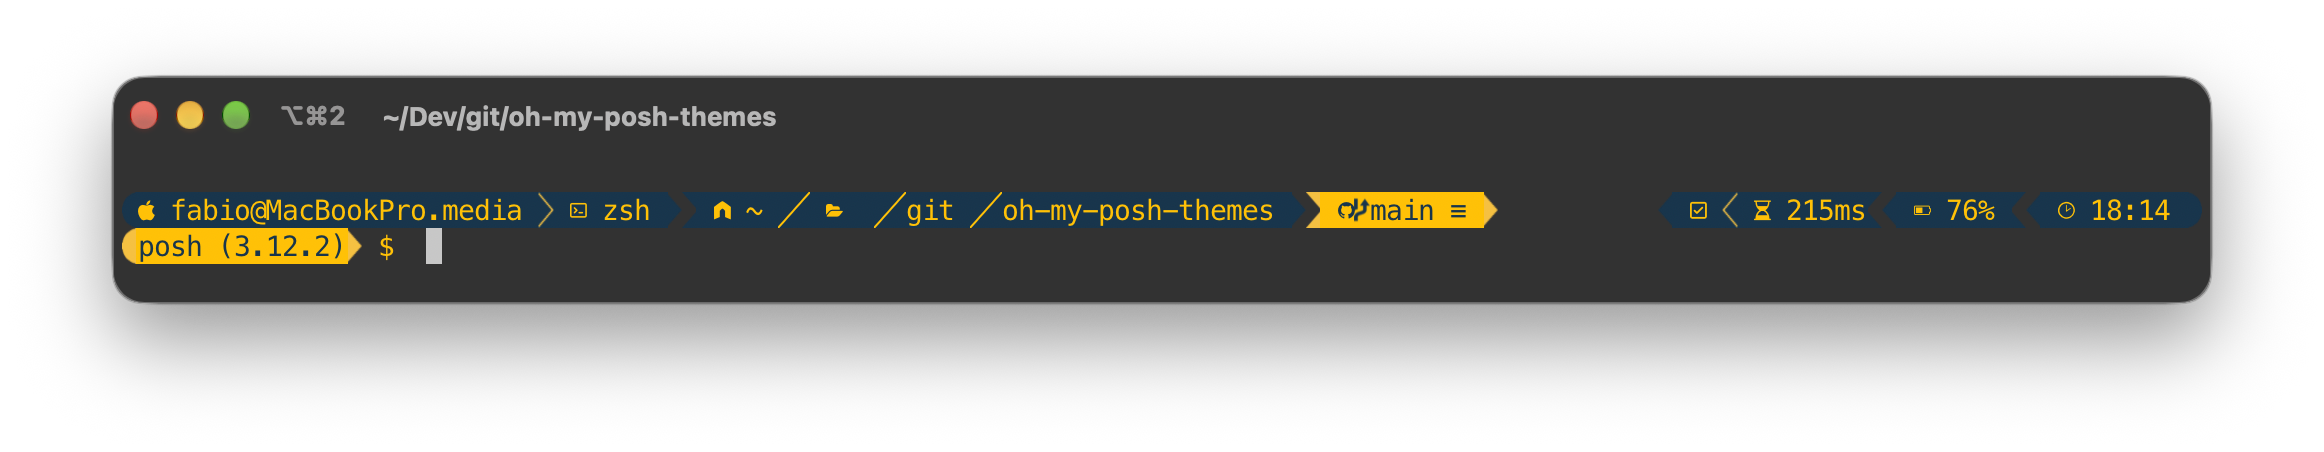 ⌥⌘2 ~/Dev/git/oh-my-posh-themes
fabio@MacBookPro.media zsh ~ / /git /oh-my-posh-themes main ≡ 215ms 76% 18:14
posh (3.12.2) $